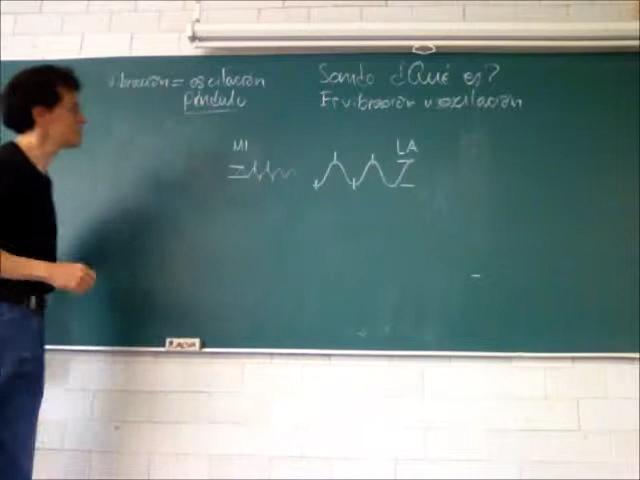 vibración = oscilación
péndulo
Sonido ¿Qué es?
Es vibración u oscilación
MI
LA